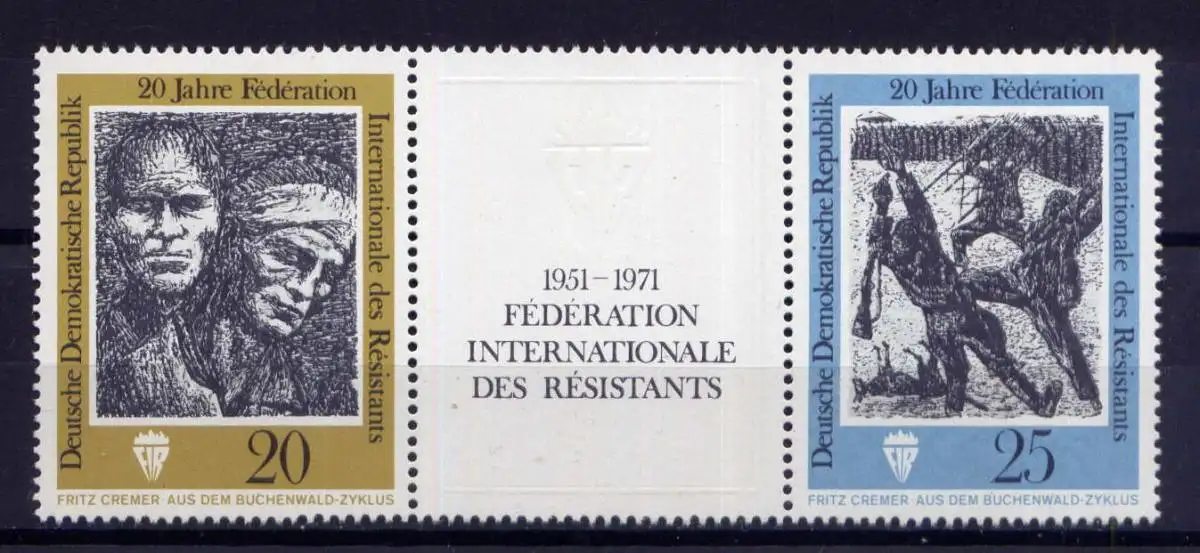 20 Jahre Fédération
Internationale des Résistants
Deutsche Demokratische Republik
FIR
20
FRITZ CREMER · AUS DEM BUCHENWALD-ZYKLUS
1951–1971
FÉDÉRATION
INTERNATIONALE
DES RÉSISTANTS
20 Jahre Fédération
Internationale des Résistants
Deutsche Demokratische Republik
FIR
25
FRITZ CREMER · AUS DEM BUCHENWALD-ZYKLUS